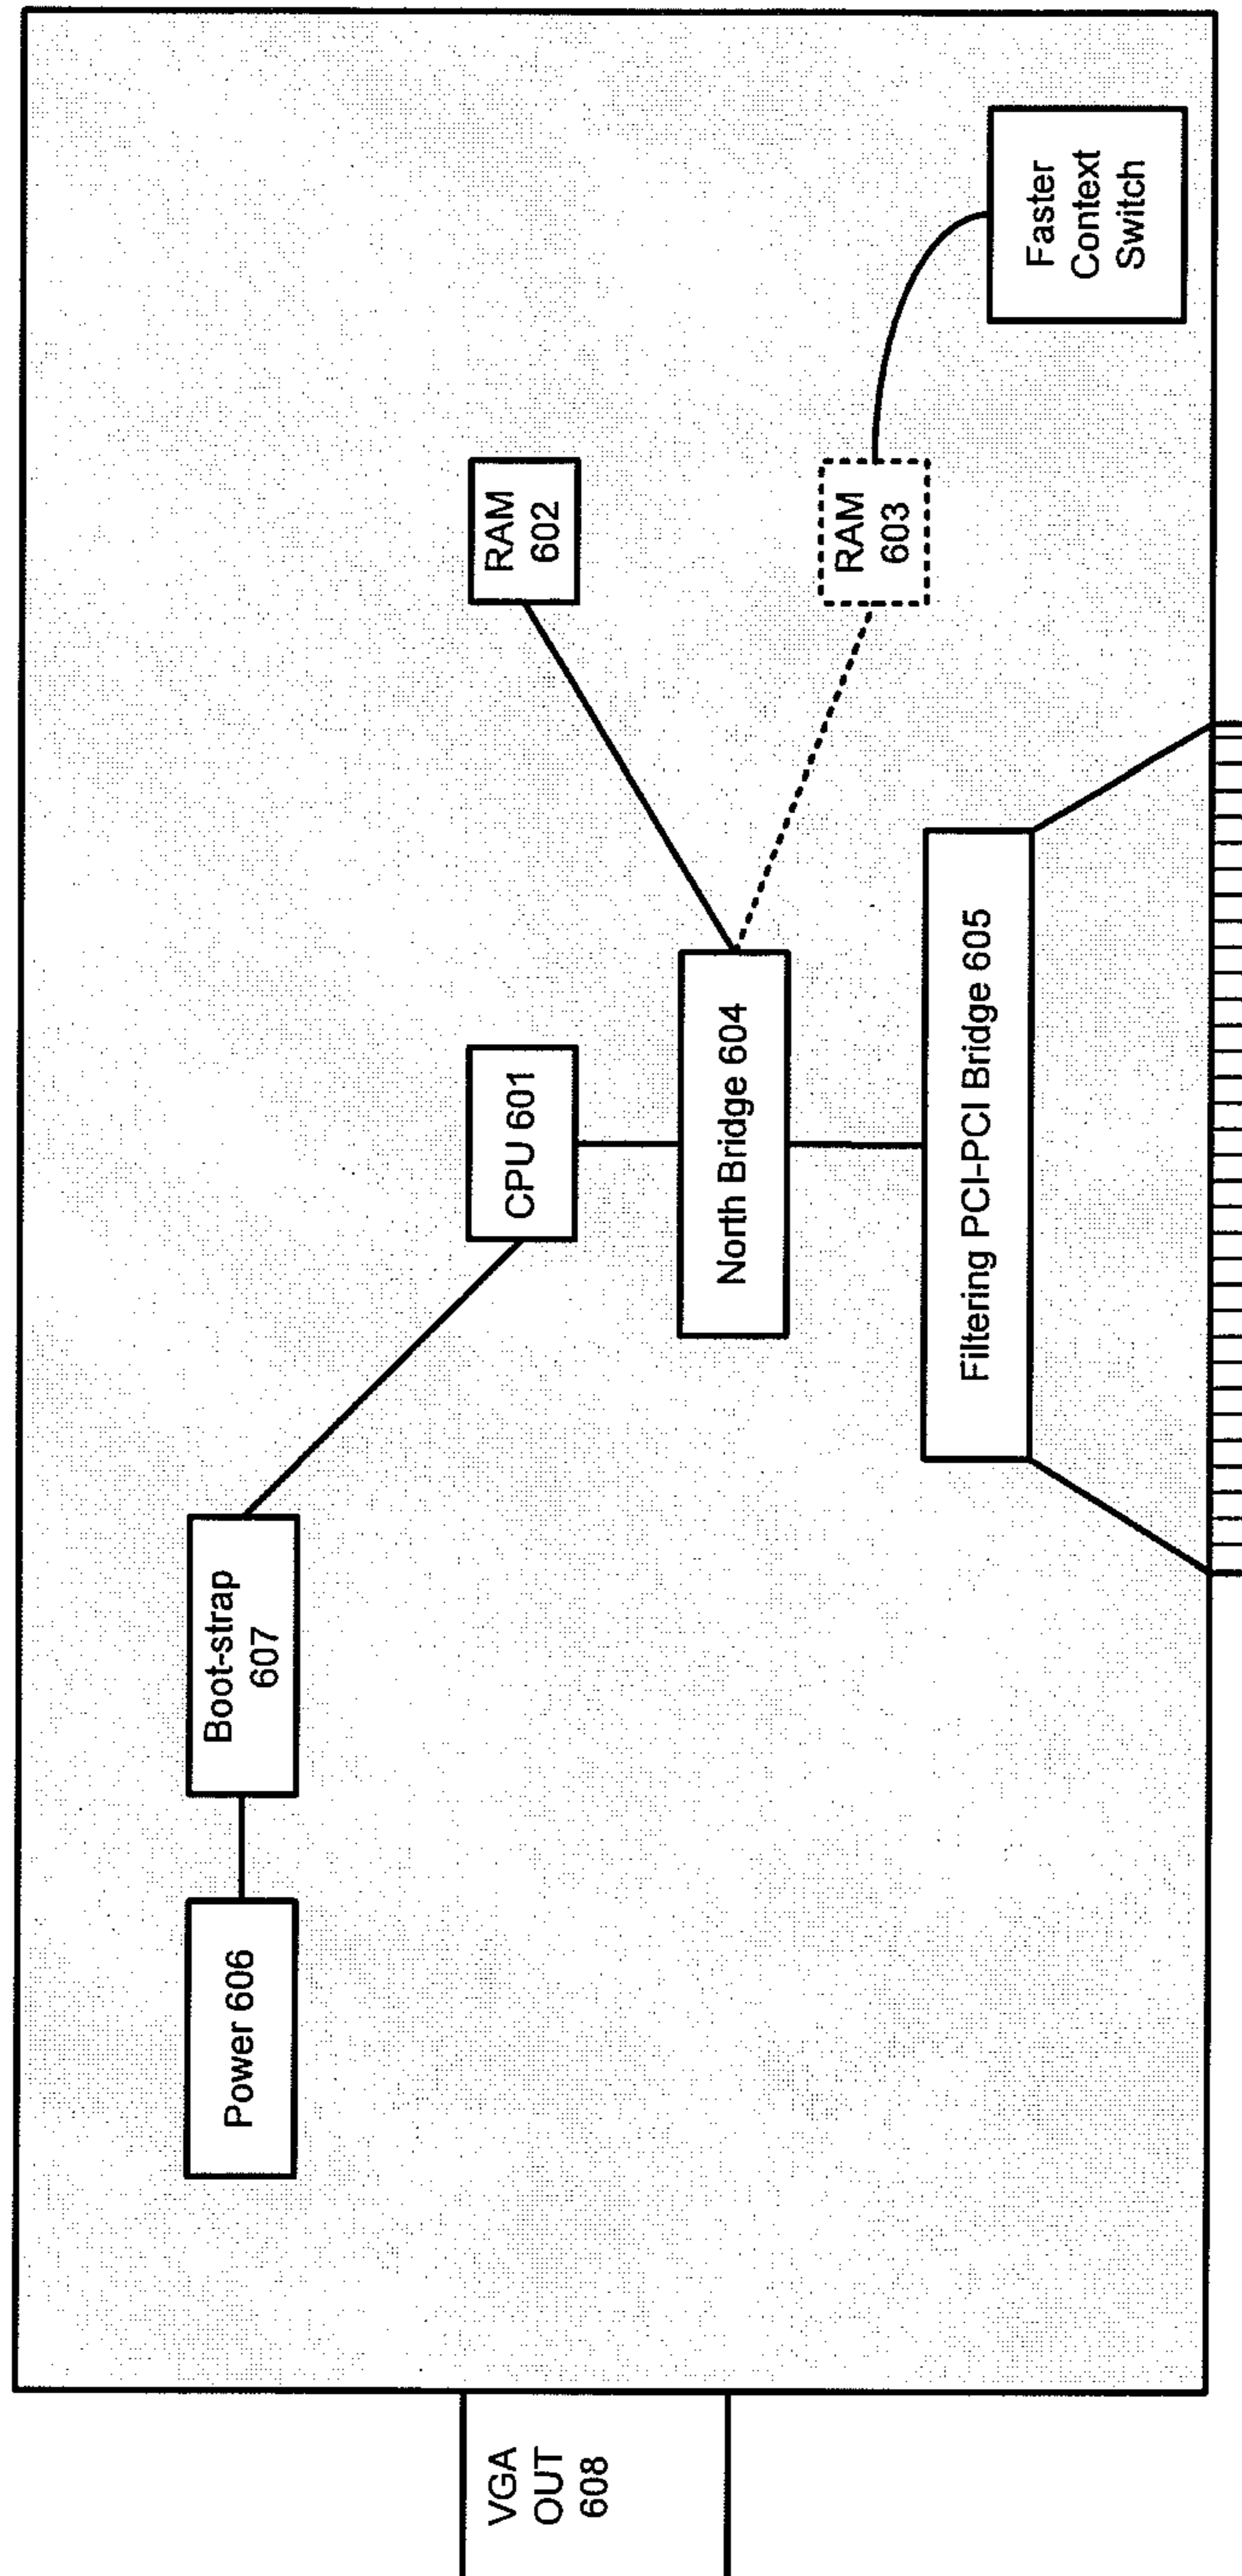 Power 606
Boot-strap
607
CPU 601
RAM
602
North Bridge 604
RAM
603
Filtering PCI-PCI Bridge 605
Faster
Context
Switch
VGA
OUT
608